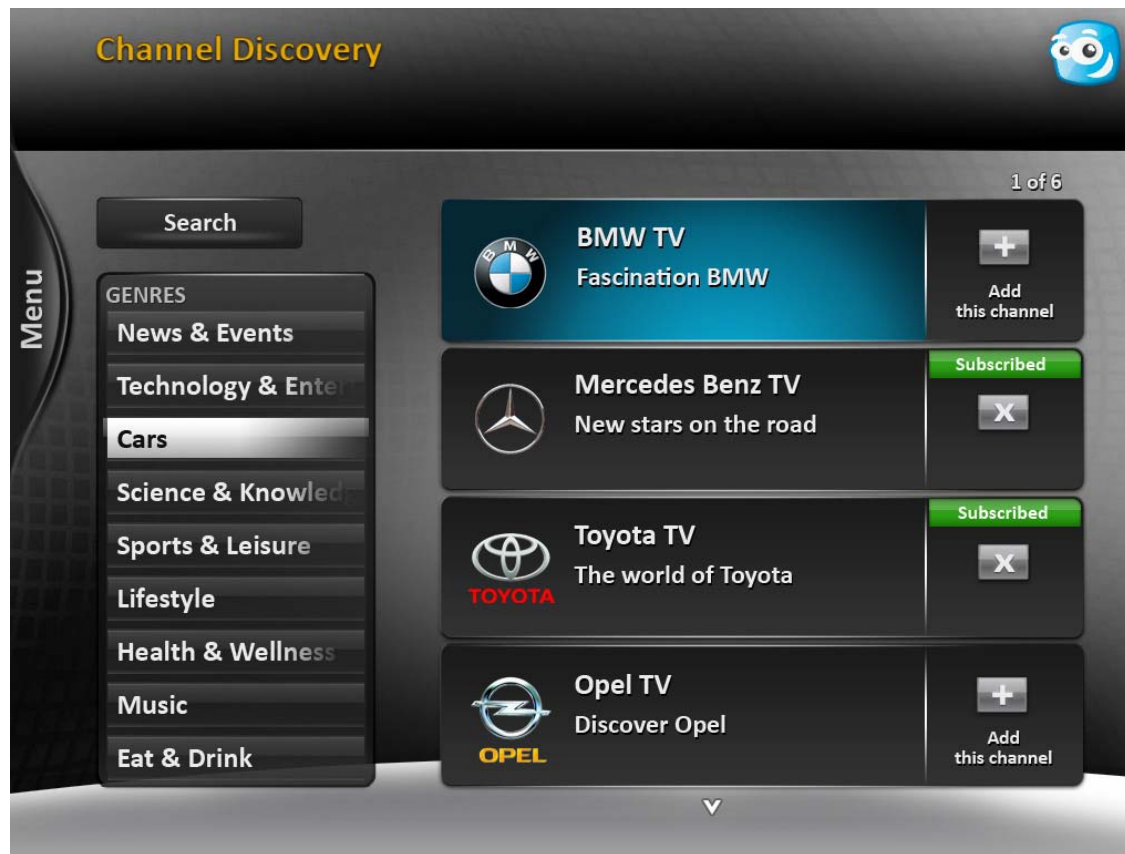 Channel Discovery
1 of 6
Menu
Search
GENRES
News & Events
Technology & Ente
Cars
Science & Knowled
Sports & Leisure
Lifestyle
Health & Wellness
Music
Eat & Drink
BMW
BMW TV
Fascination BMW
Add
this channel
Mercedes Benz TV
New stars on the road
Subscribed
X
TOYOTA
Toyota TV
The world of Toyota
Subscribed
X
OPEL
Opel TV
Discover Opel
Add
this channel